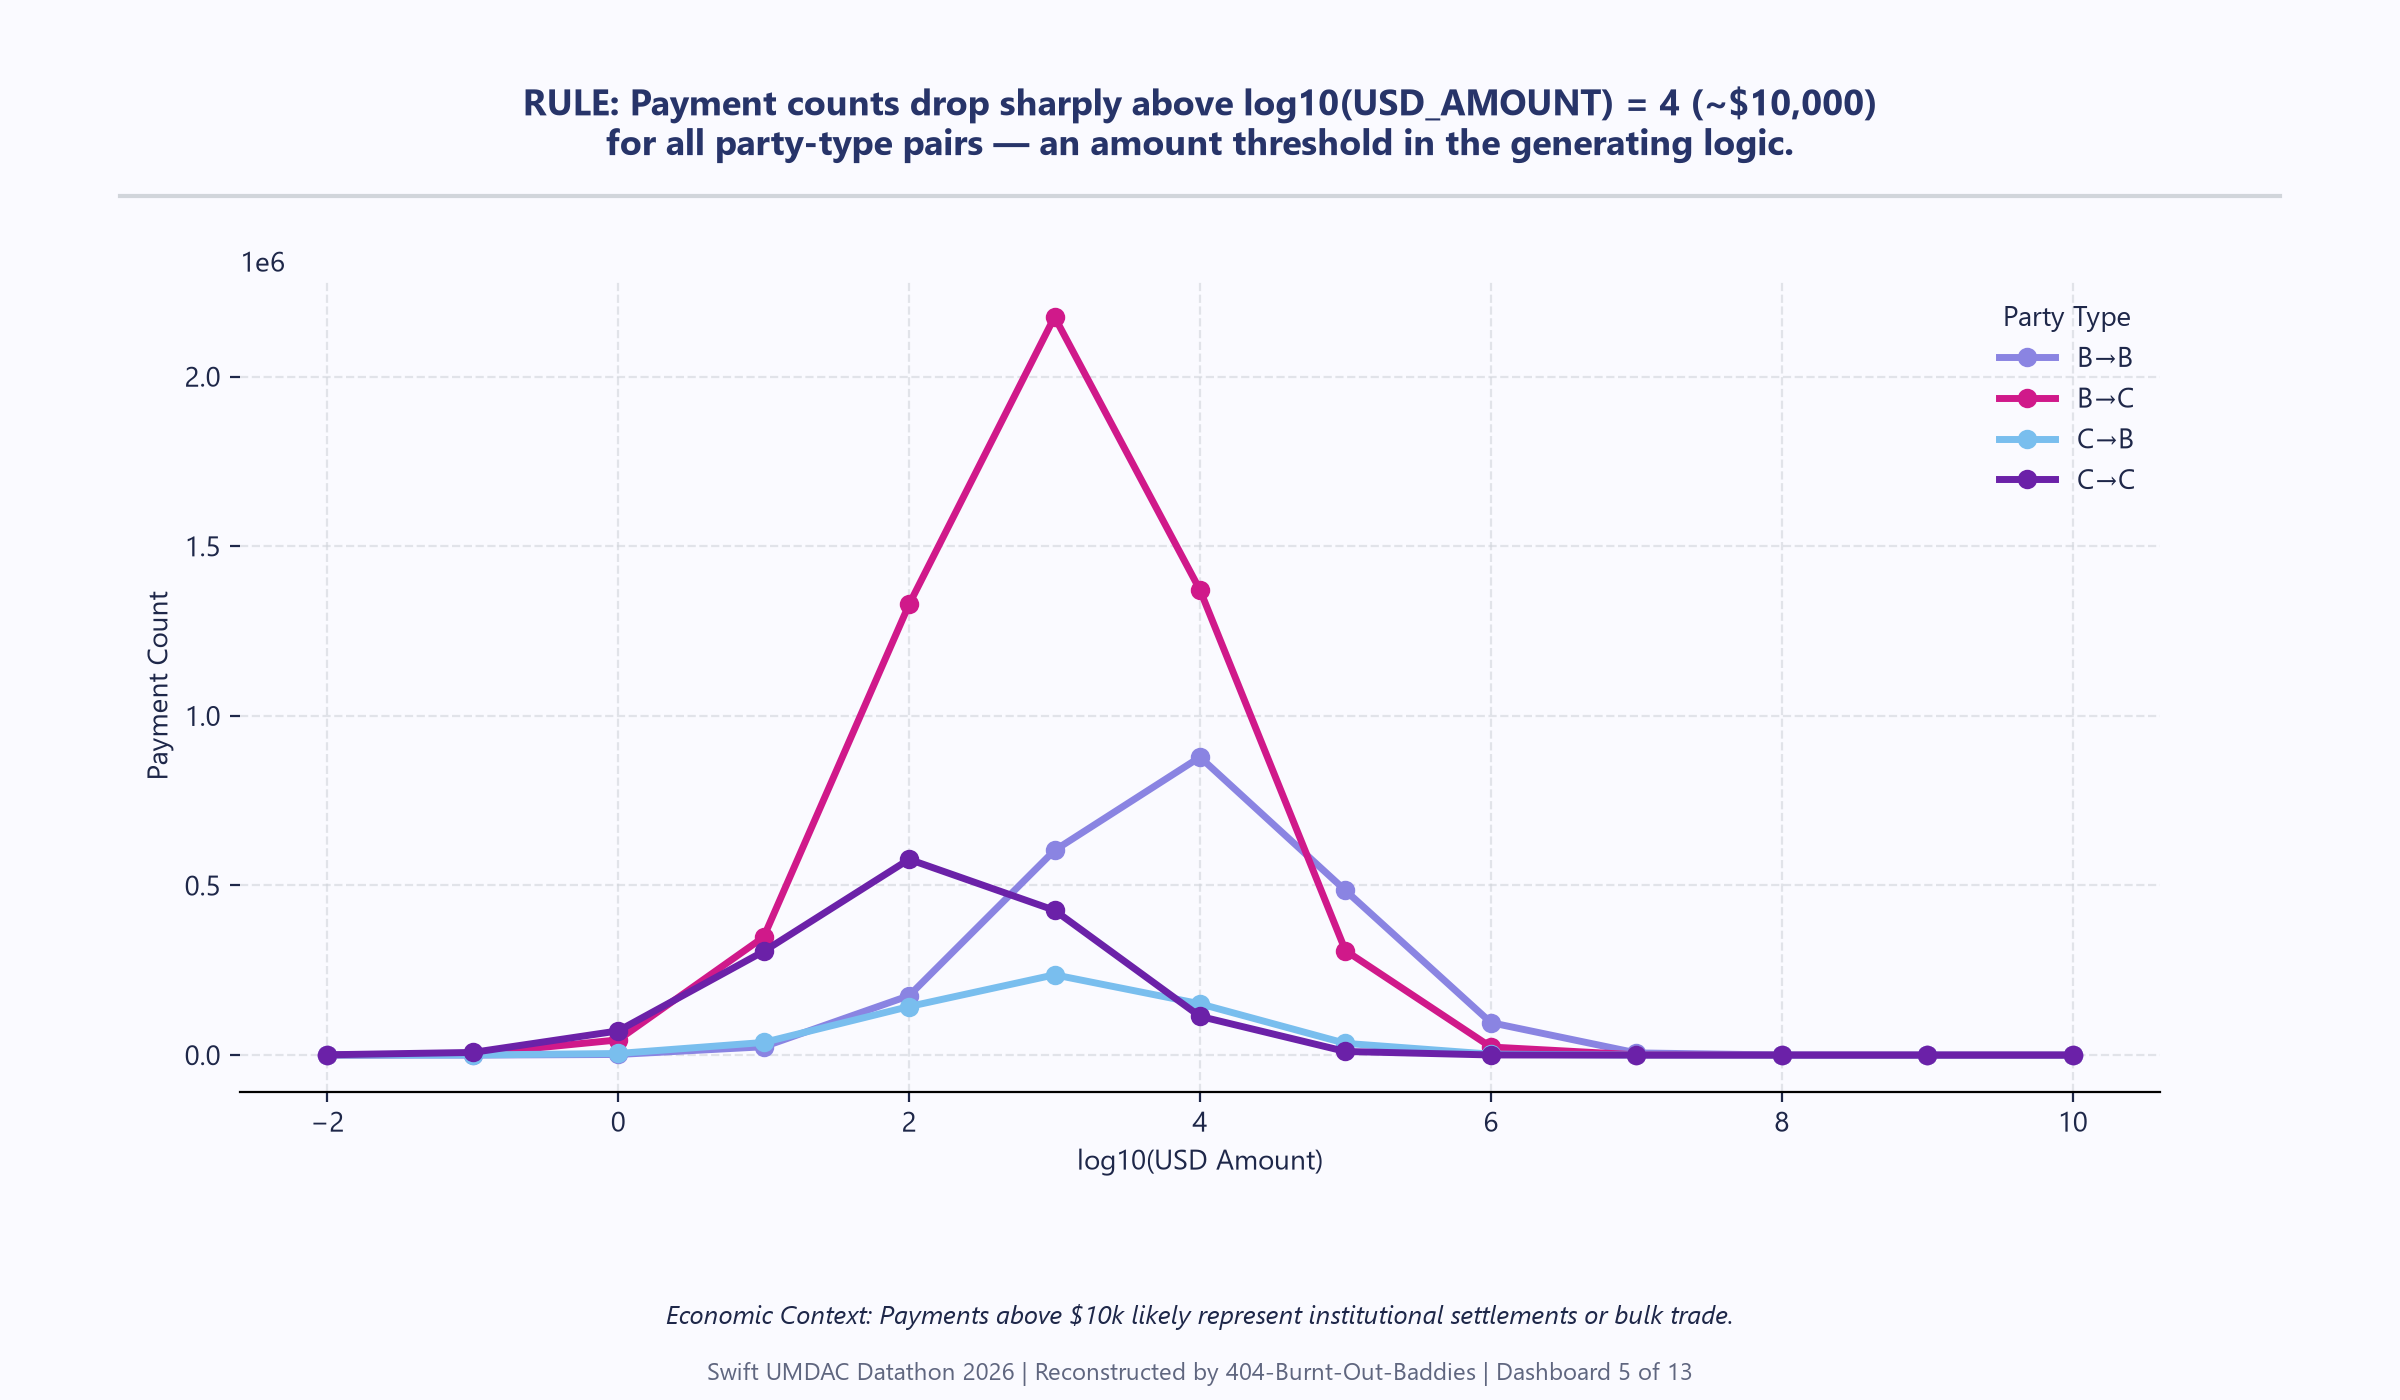 RULE: Payment counts drop sharply above log10(USD_AMOUNT) = 4 (~$10,000)
for all party-type pairs — an amount threshold in the generating logic.
1e6
Party Type
B→B
B→C
C→B
C→C
2.0
1.5
1.0
0.5
0.0
Payment Count
−2
0
2
4
6
8
10
log10(USD Amount)
Economic Context: Payments above $10k likely represent institutional settlements or bulk trade.
Swift UMDAC Datathon 2026 | Reconstructed by 404-Burnt-Out-Baddies | Dashboard 5 of 13